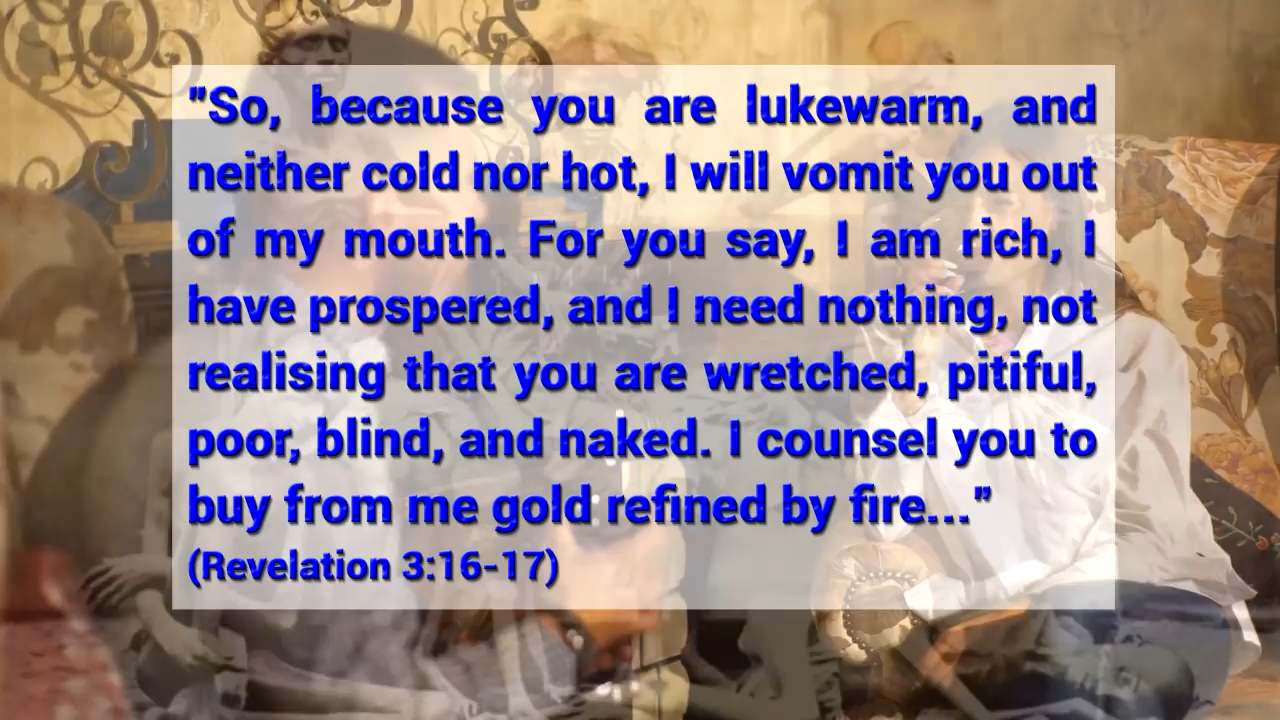 "So, because you are lukewarm, and
neither cold nor hot, I will vomit you out
of my mouth. For you say, I am rich, I
have prospered, and I need nothing, not
realising that you are wretched, pitiful,
poor, blind, and naked. I counsel you to
buy from me gold refined by fire..."
(Revelation 3:16-17)